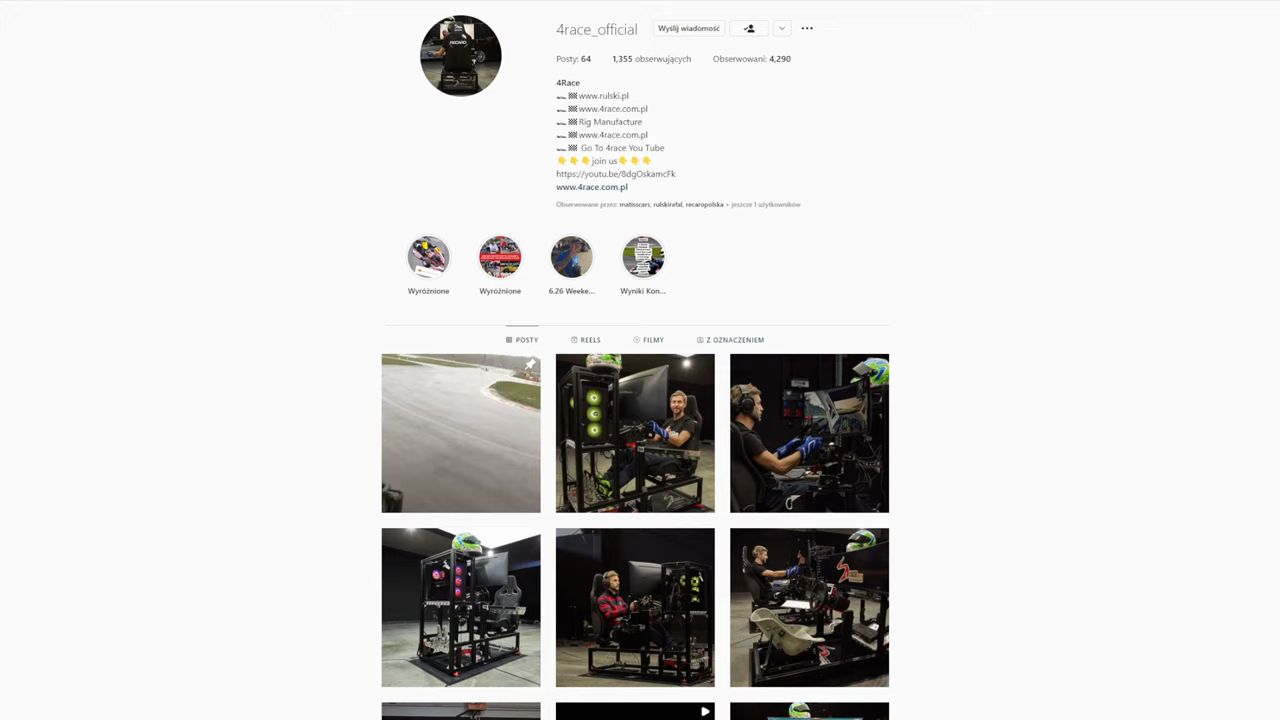 4race_official Wyślij wiadomość
Posty: 64 1,355 obserwujących Obserwowani: 4,290
4Race
www.rulski.pl
www.4race.com.pl
Rig Manufacture
www.4race.com.pl
Go To 4race You Tube
👇👇👇join us👇👇👇
https://youtu.be/8dgOskamcFk
www.4race.com.pl
Obserwowane przez: matisscars, rulskirafal, recaropolska + jeszcze 1 użytkowników
Wyróżnione Wyróżnione 6.26 Weeke... Wyniki Kon...
POSTY REELS FILMY Z OZNACZENIEM
RECARO